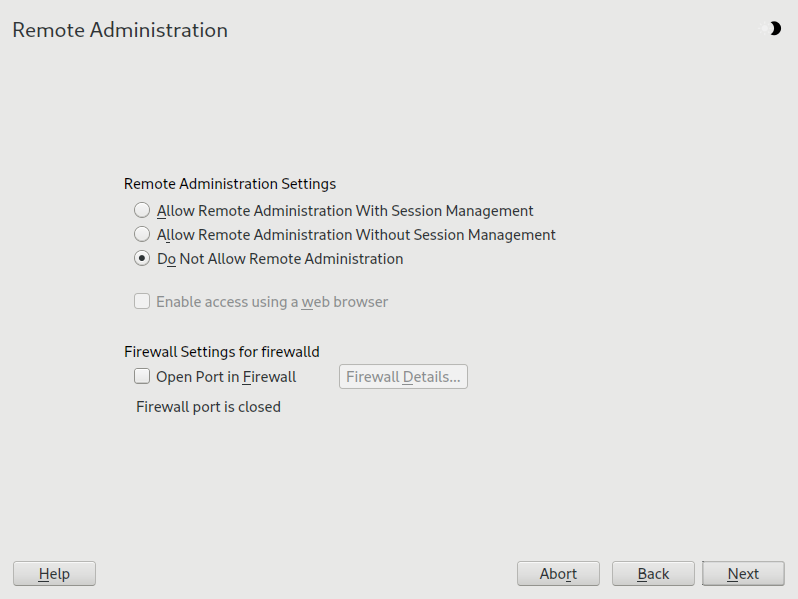 Remote Administration
Remote Administration Settings
Allow Remote Administration With Session Management
Allow Remote Administration Without Session Management
Do Not Allow Remote Administration
Enable access using a web browser
Firewall Settings for firewalld
Open Port in Firewall
Firewall Details...
Firewall port is closed
Help
Abort
Back
Next